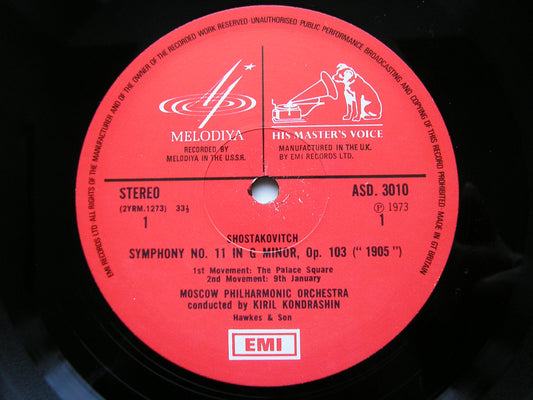 EMI RECORDS LTD ALL RIGHTS OF THE MANUFACTURER AND OF THE OWNER OF THE RECORDED WORK RESERVED UNAUTHORISED PUBLIC PERFORMANCE BROADCASTING AND COPYING OF THIS RECORD PROHIBITED MADE IN GT BRITAIN
MELODIYA
RECORDED BY
MELODIYA IN THE U.S.S.R.
HIS MASTER'S VOICE
MANUFACTURED IN THE U.K.
BY EMI RECORDS LTD.
STEREO
(2YRM.1273) 33⅓
1
ASD. 3010
Ⓟ 1973
1
SHOSTAKOVITCH
SYMPHONY NO. 11 IN G MINOR, Op. 103 ("1905")
1st Movement: The Palace Square
2nd Movement: 9th January
MOSCOW PHILHARMONIC ORCHESTRA
conducted by KIRIL KONDRASHIN
Hawkes & Son
EMI